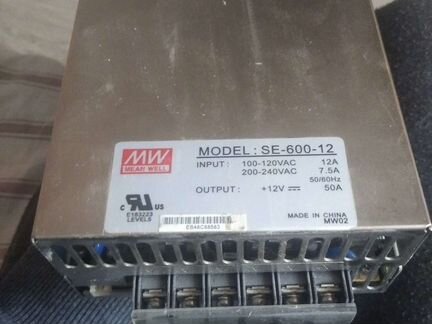 MW
MEAN WELL
MODEL: SE-600-12
INPUT: 100-120VAC 12A
200-240VAC 7.5A
50/60Hz
OUTPUT: +12V 50A
c RU US
E183223
LEVEL5
MADE IN CHINA
MW02